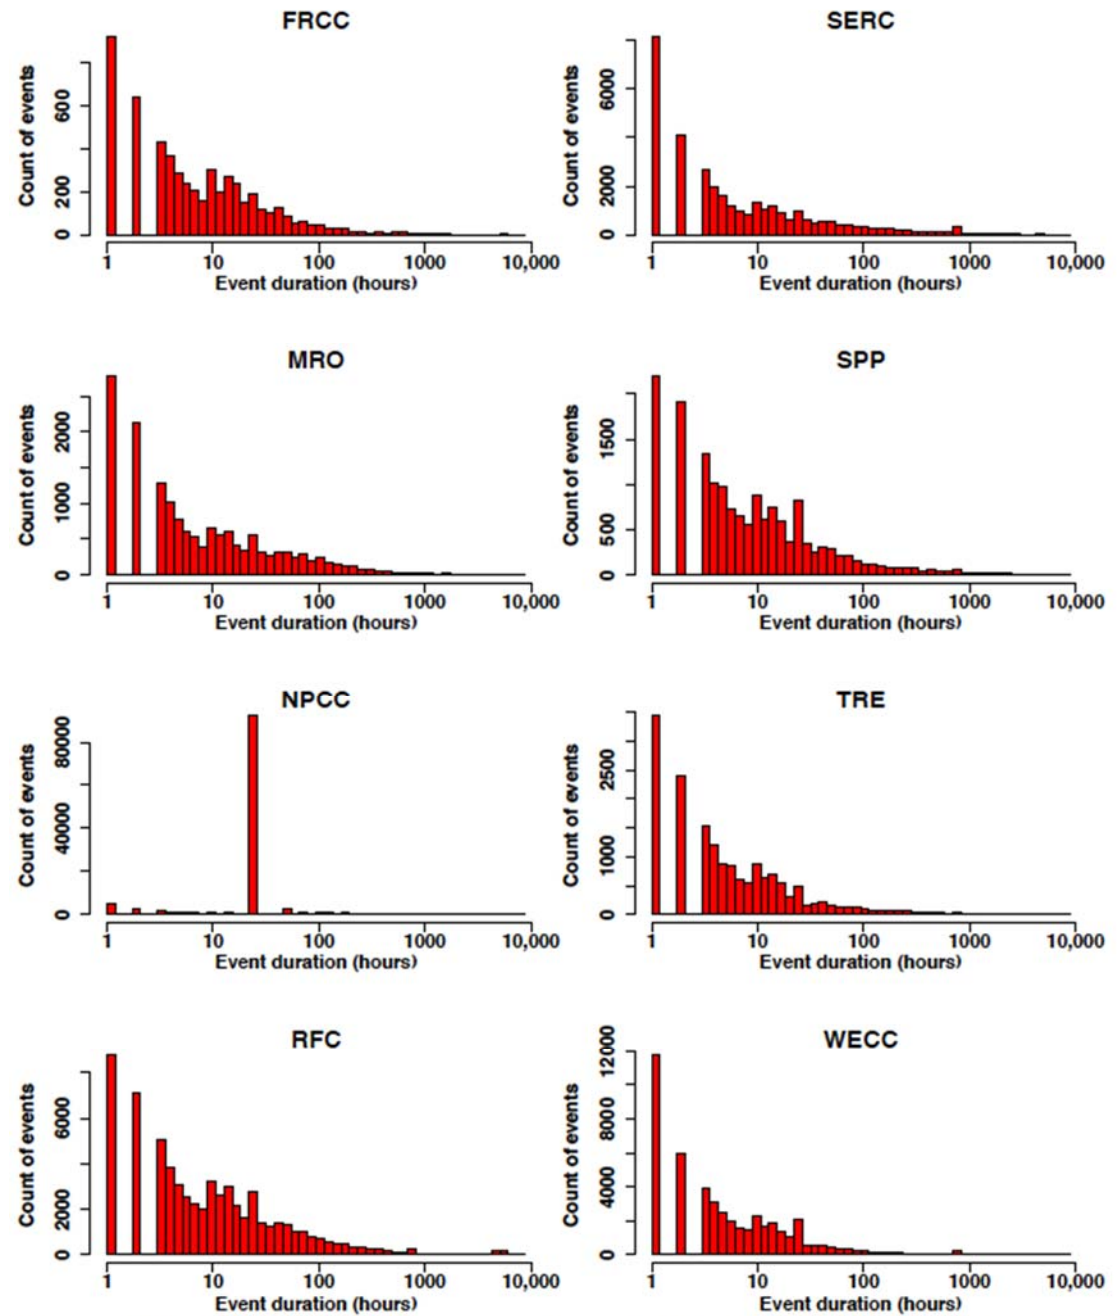 FRCC
Count of events
600
200
0
1 10 100 1000 10,000
Event duration (hours)
SERC
Count of events
6000
2000
0
1 10 100 1000 10,000
Event duration (hours)
MRO
Count of events
2000
1000
0
1 10 100 1000 10,000
Event duration (hours)
SPP
Count of events
1500
500
0
1 10 100 1000 10,000
Event duration (hours)
NPCC
Count of events
80000
40000
0
1 10 100 1000 10,000
Event duration (hours)
TRE
Count of events
2500
1000
0
1 10 100 1000 10,000
Event duration (hours)
RFC
Count of events
6000
2000
0
1 10 100 1000 10,000
Event duration (hours)
WECC
Count of events
12000
8000
4000
0
1 10 100 1000 10,000
Event duration (hours)